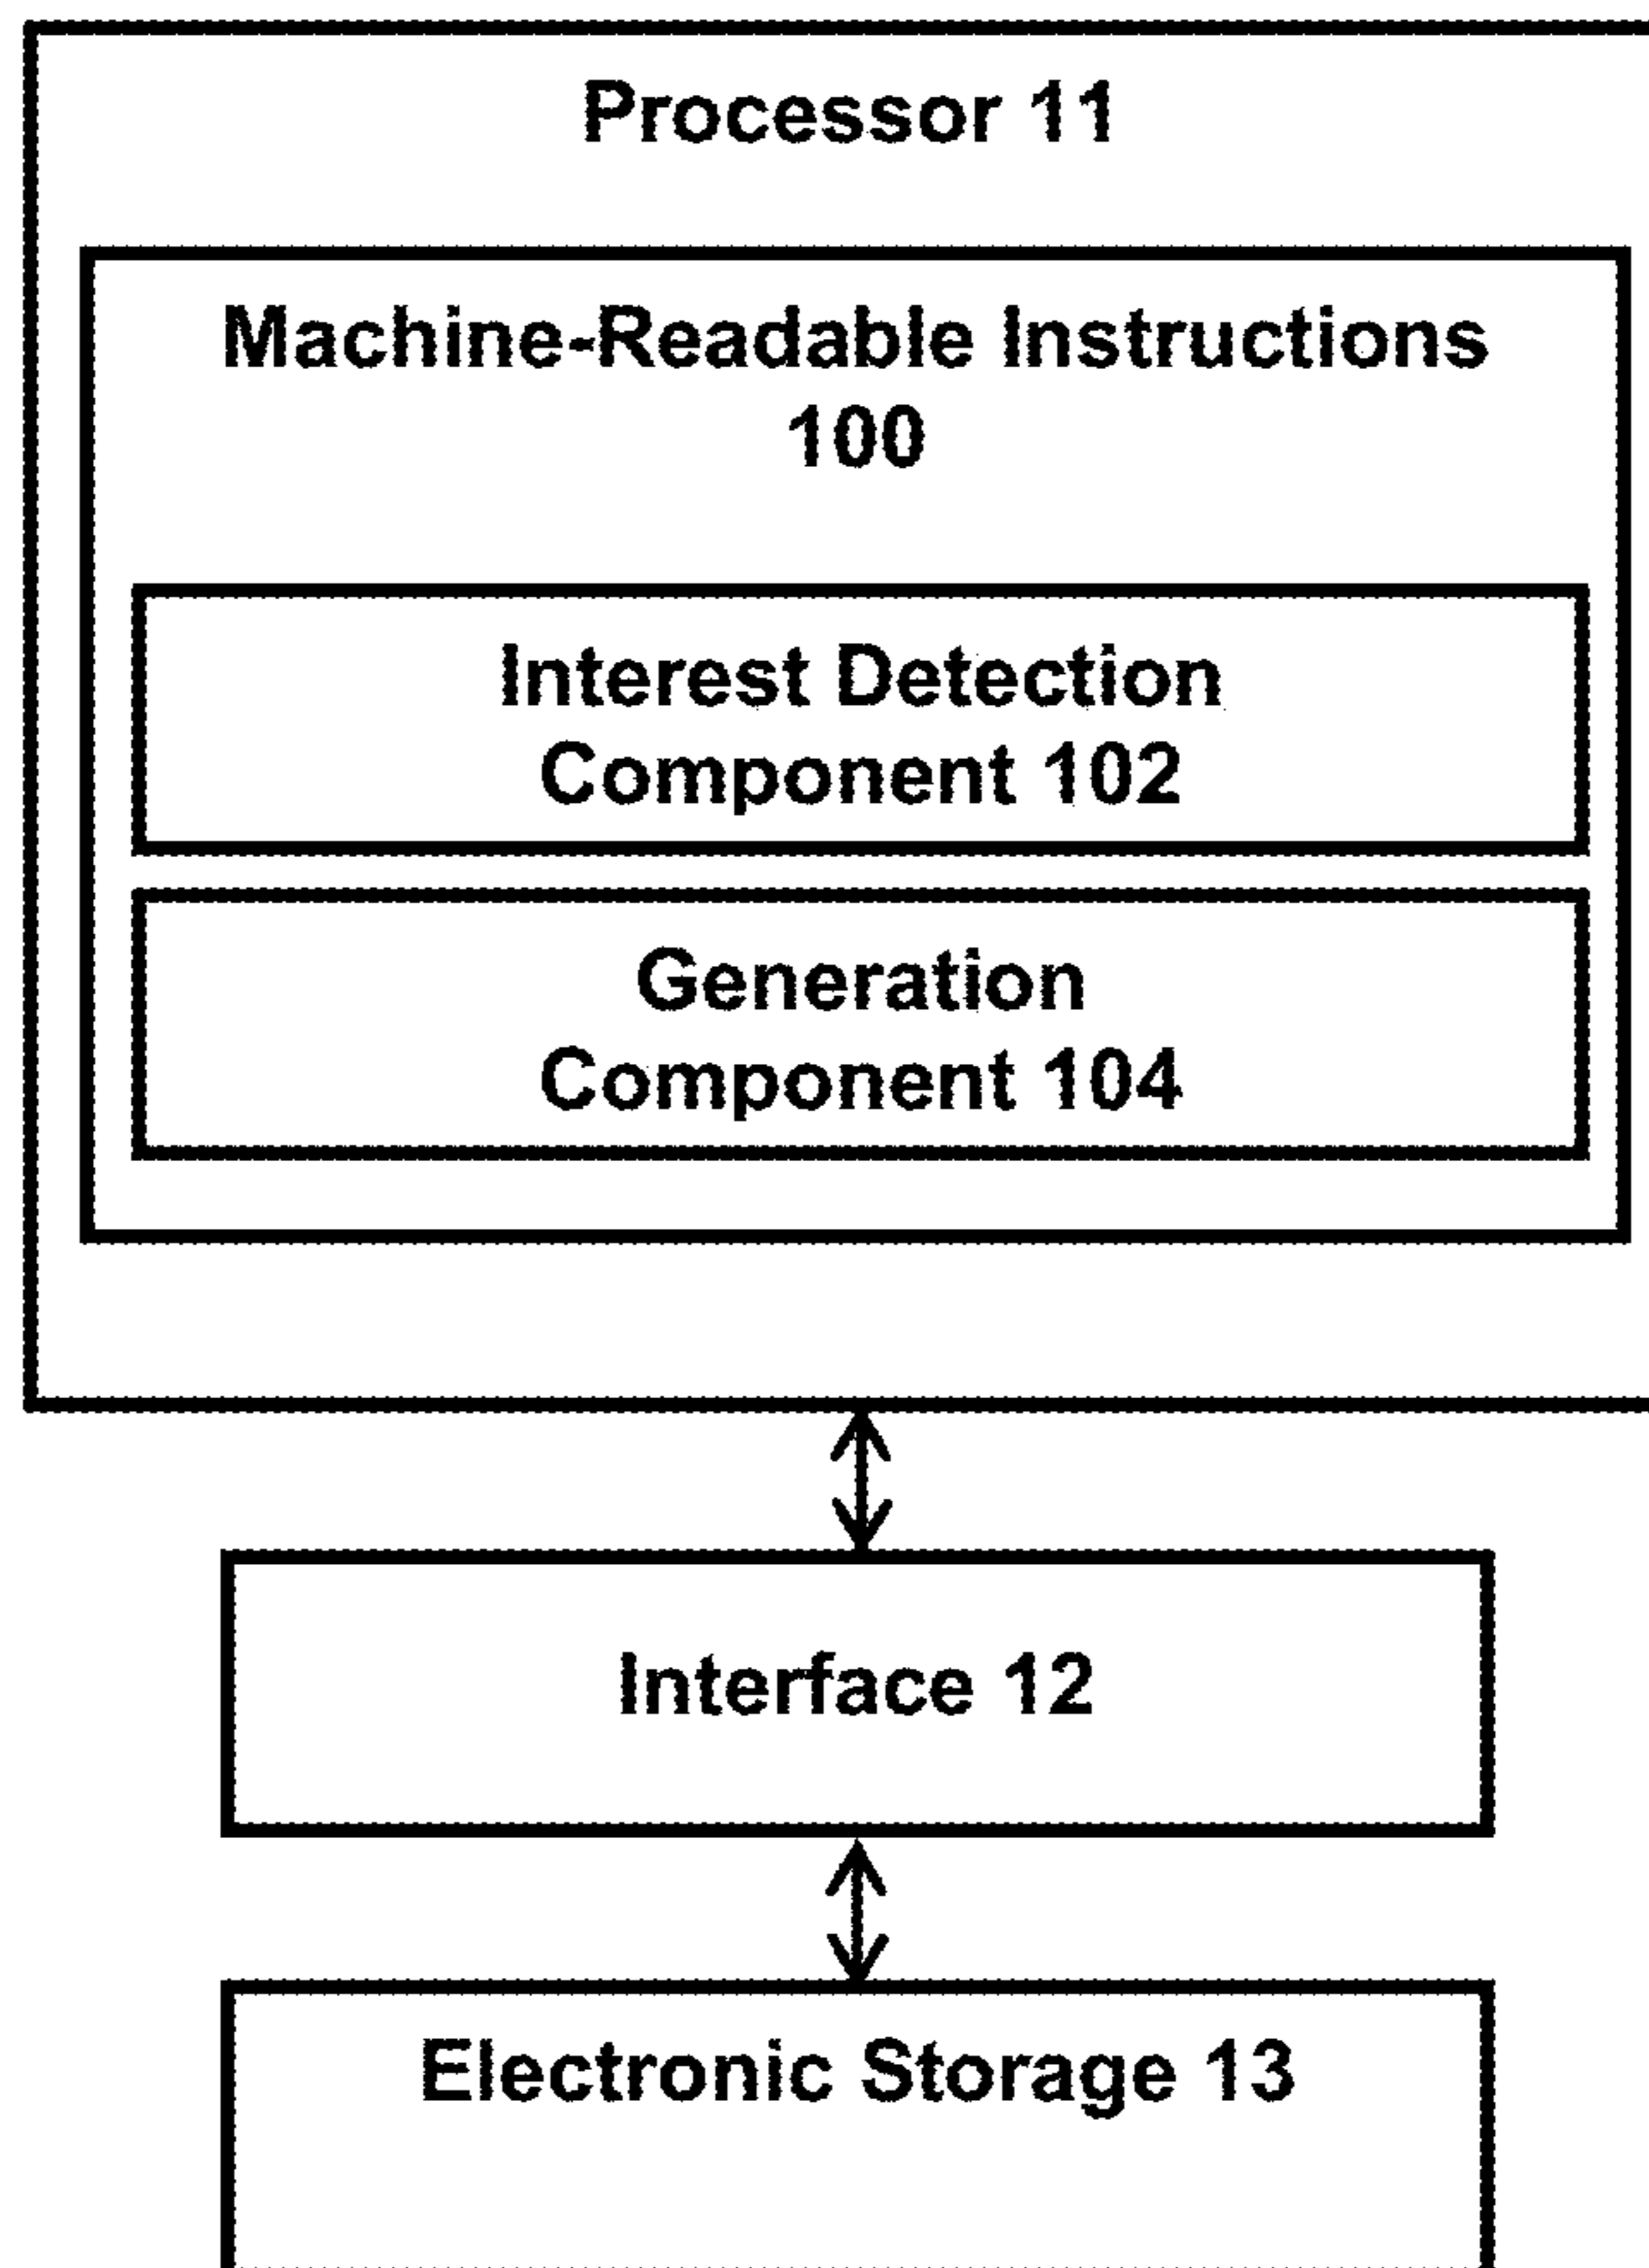 Processor 11
Machine-Readable Instructions
100
Interest Detection
Component 102
Generation
Component 104
Interface 12
Electronic Storage 13